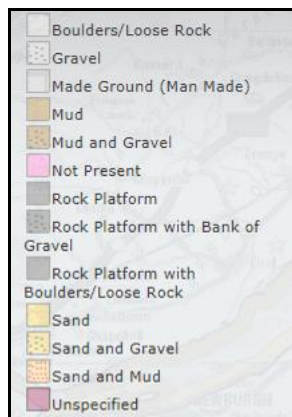 Boulders/Loose Rock
Gravel
Made Ground (Man Made)
Mud
Mud and Gravel
Not Present
Rock Platform
Rock Platform with Bank of
Gravel
Rock Platform with
Boulders/Loose Rock
Sand
Sand and Gravel
Sand and Mud
Unspecified
NEWBURGH